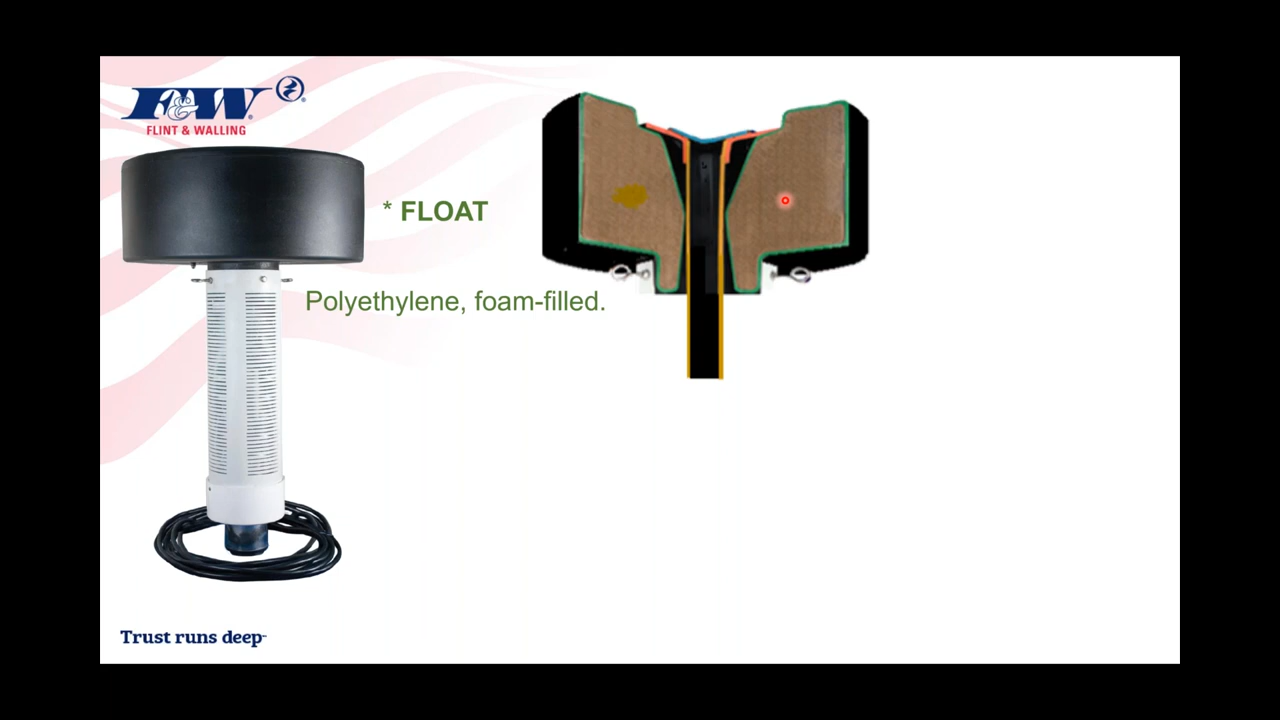 F&W
FLINT & WALLING
* FLOAT
Polyethylene, foam-filled.
Trust runs deep